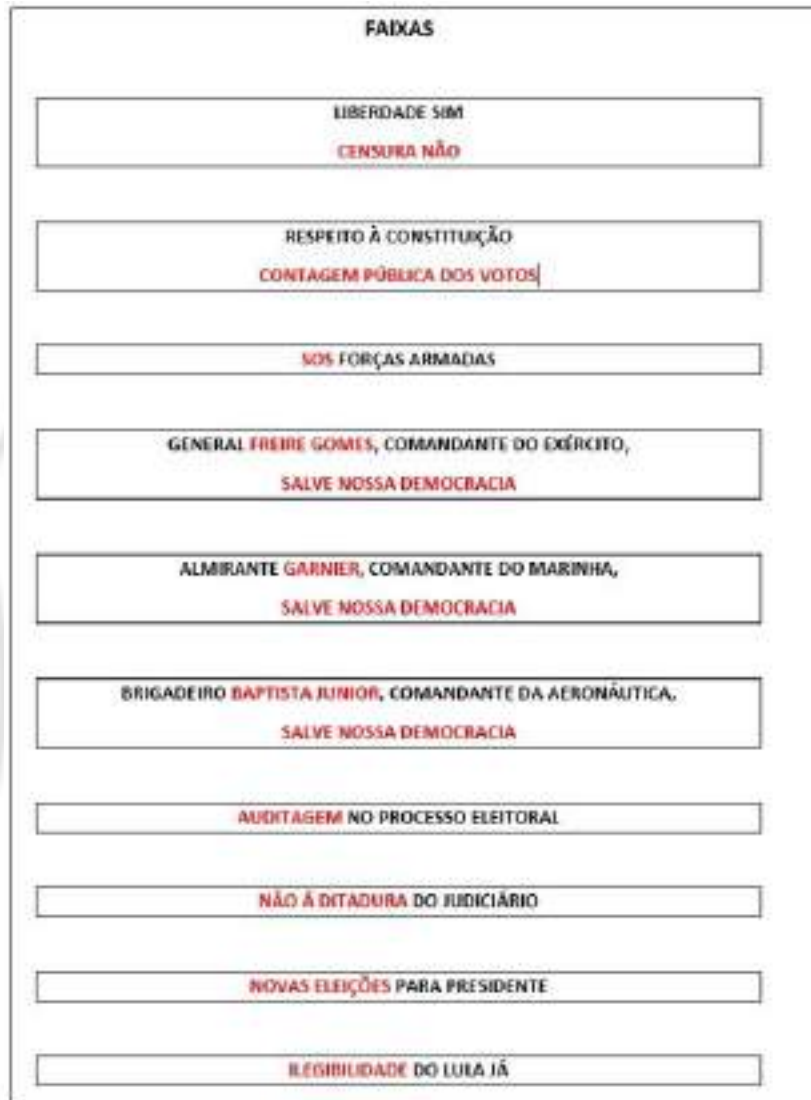 FAIXAS
LIBERDADE SIM
CENSURA NÃO
RESPEITO À CONSTITUIÇÃO
CONTAGEM PÚBLICA DOS VOTOS
SOS FORÇAS ARMADAS
GENERAL FREIRE GOMES, COMANDANTE DO EXÉRCITO,
SALVE NOSSA DEMOCRACIA
ALMIRANTE GARNIER, COMANDANTE DO MARINHA,
SALVE NOSSA DEMOCRACIA
BRIGADEIRO BAPTISTA JUNIOR, COMANDANTE DA AERONÁUTICA,
SALVE NOSSA DEMOCRACIA
AUDITAGEM NO PROCESSO ELEITORAL
NÃO À DITADURA DO JUDICIÁRIO
NOVAS ELEIÇÕES PARA PRESIDENTE
ILEGIBILIDADE DO LULA JÁ